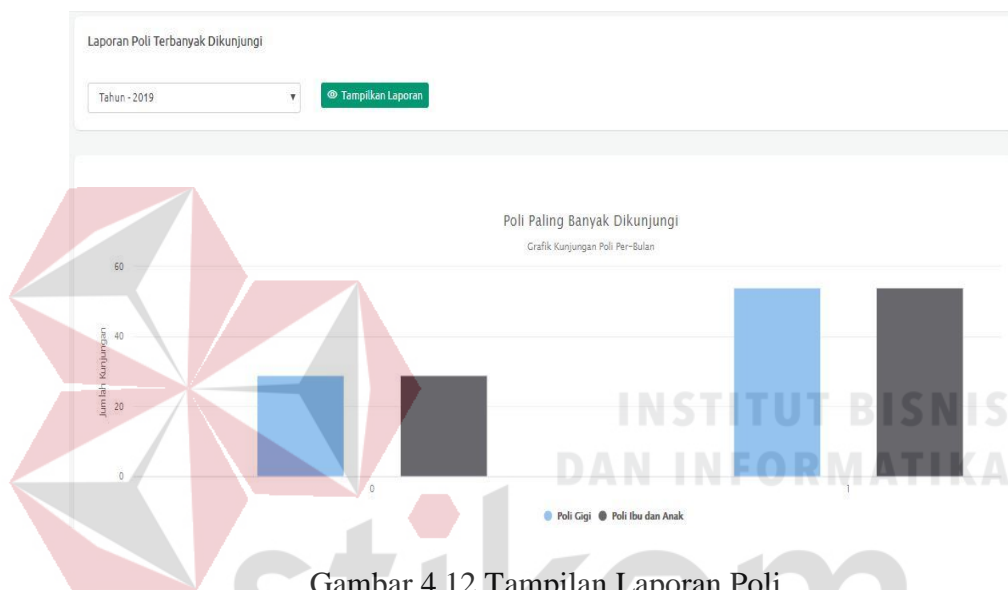 Laporan Poli Terbanyak Dikunjungi
Tahun - 2019
Tampilkan Laporan
Poli Paling Banyak Dikunjungi
Grafik Kunjungan Poli Per-Bulan
Jumlah Kunjungan
60
40
20
0
0
1
Poli Gigi
Poli Ibu dan Anak
INSTITUT BISNIS
DAN INFORMATIKA
stikom
Gambar 4.12 Tampilan Laporan Poli